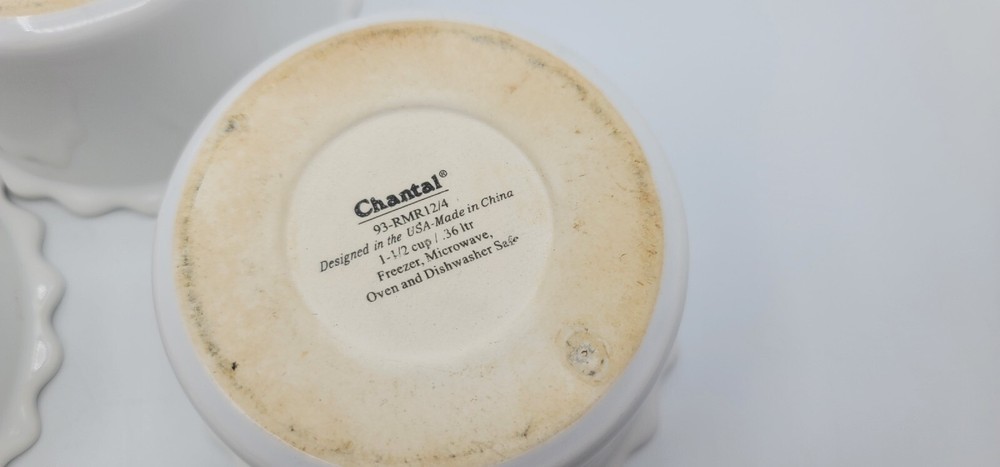 Chantal®
93-RMR12/4
Designed in the USA-Made in China
1-1/2 cup / .36 ltr
Freezer, Microwave,
Oven and Dishwasher Safe